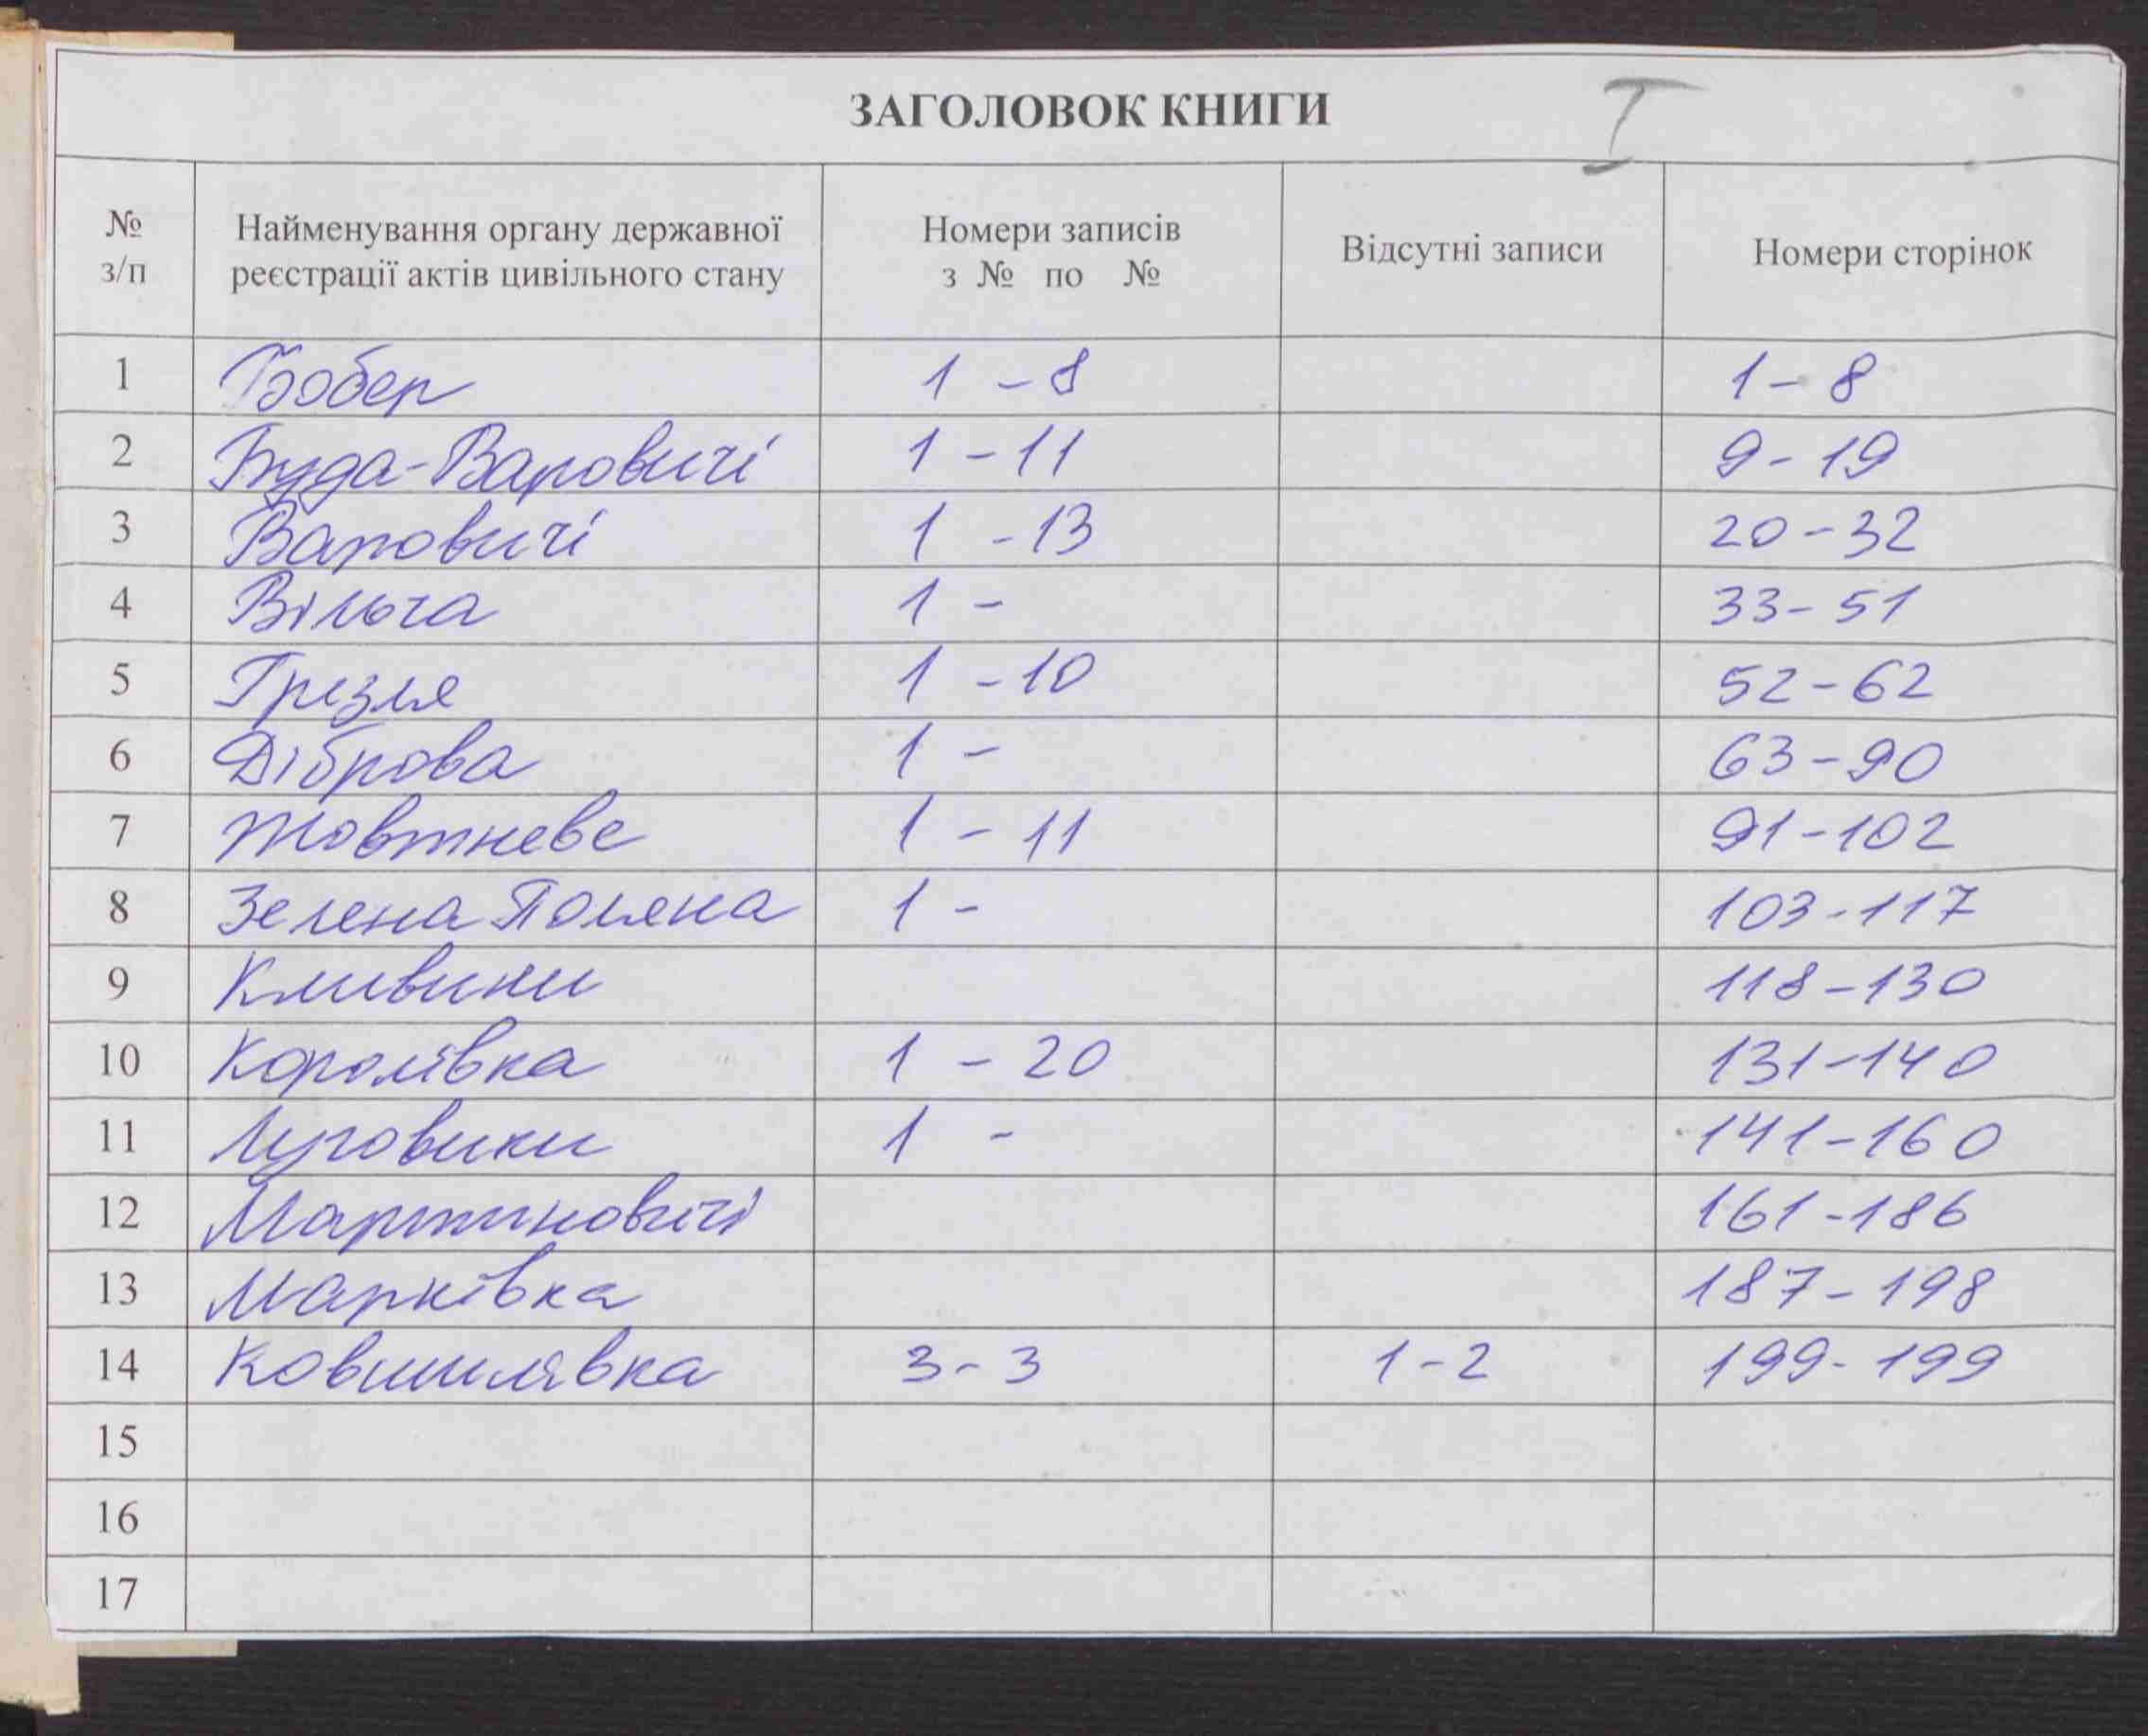 ЗАГОЛОВОК КНИГИ I
№ з/п Найменування органу державної реєстрації актів цивільного стану Номери записів з № по № Відсутні записи Номери сторінок
1 Бобер 1 - 8 1 - 8
2 Буда-Варовичі 1 - 11 9 - 19
3 Варовичі 1 - 13 20 - 32
4 Вільча 1 - 33 - 51
5 Грезля 1 - 10 52 - 62
6 Діброва 1 - 63 - 90
7 Жовтневе 1 - 11 91 - 102
8 Зелена Поляна 1 - 103 - 117
9 Кливини 118 - 130
10 Королівка 1 - 20 131 - 140
11 Луговики 1 - 141 - 160
12 Мартиновичі 161 - 186
13 Марківка 187 - 198
14 Ковшилівка 3 - 3 1 - 2 199 - 199
15
16
17